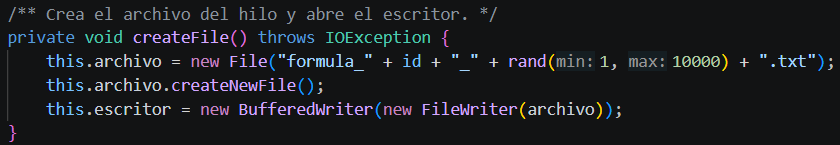 /** Crea el archivo del hilo y abre el escritor. */
private void createFile() throws IOException {
    this.archivo = new File("formula_" + id + "_" + rand(min: 1, max: 10000) + ".txt");
    this.archivo.createNewFile();
    this.escritor = new BufferedWriter(new FileWriter(archivo));
}